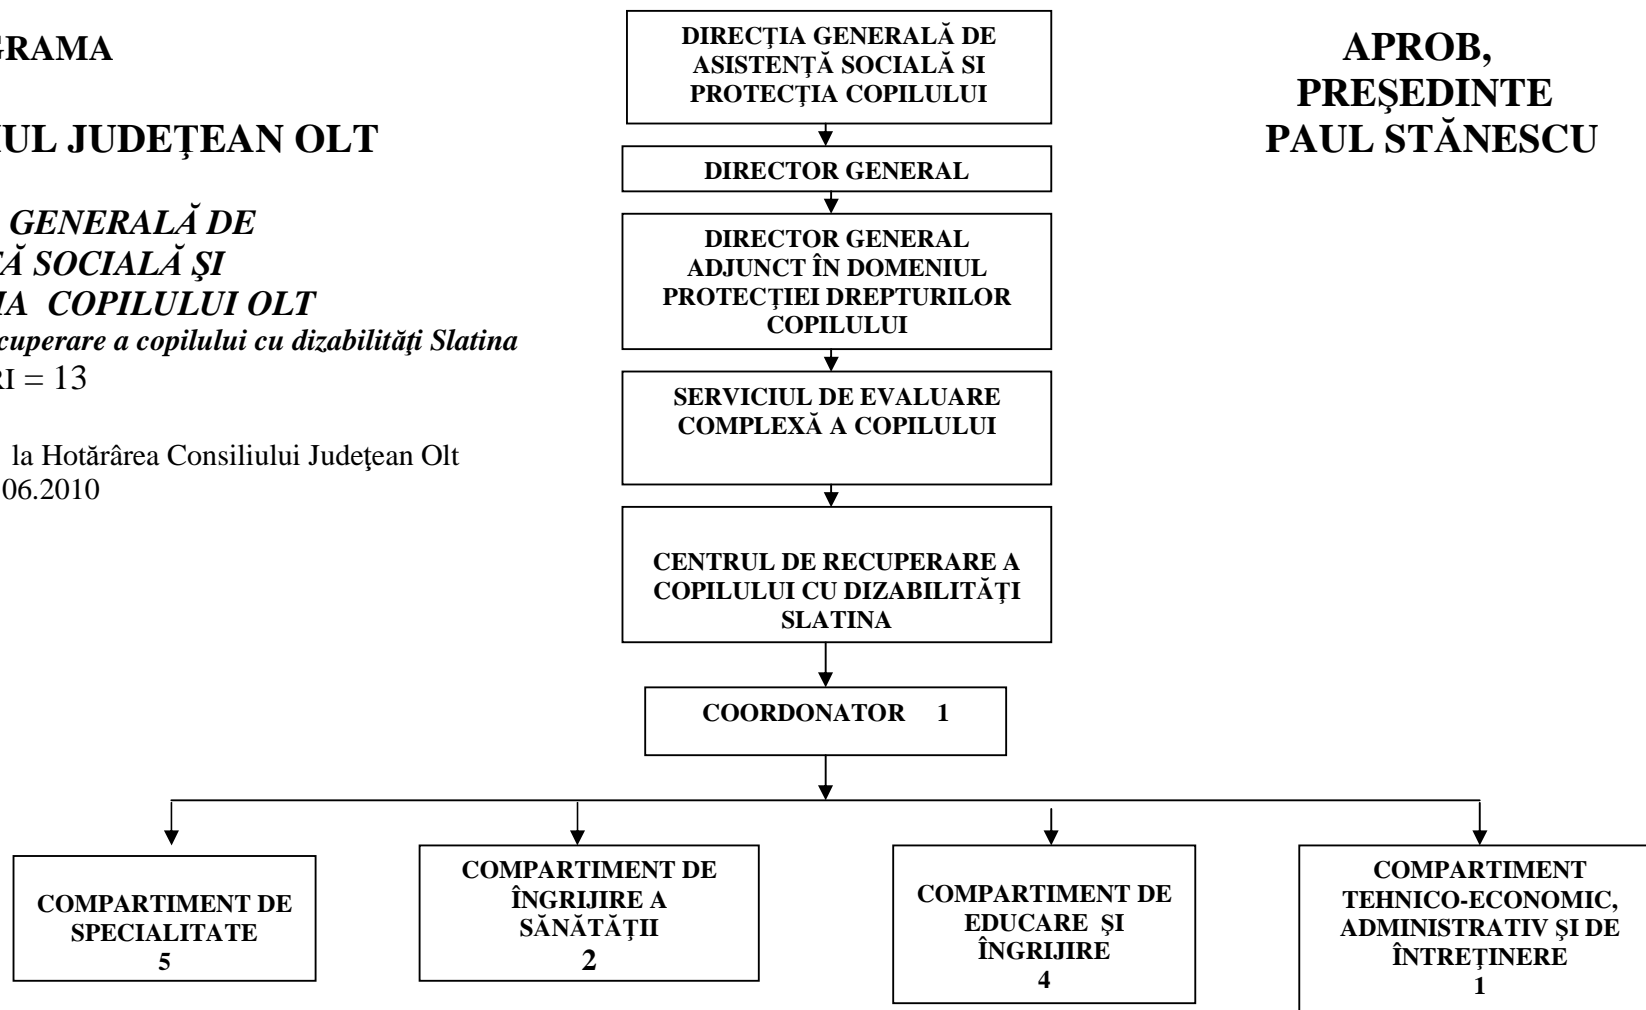 GRAMA
IUL JUDEŢEAN OLT
GENERALĂ DE
Ă SOCIALĂ ŞI
IA COPILULUI OLT
cuperare a copilului cu dizabilităţi Slatina
RI = 13
la Hotărârea Consiliului Judeţean Olt
06.2010
DIRECŢIA GENERALĂ DE
ASISTENŢĂ SOCIALĂ SI
PROTECŢIA COPILULUI
APROB,
PREŞEDINTE
PAUL STĂNESCU
DIRECTOR GENERAL
DIRECTOR GENERAL
ADJUNCT ÎN DOMENIUL
PROTECŢIEI DREPTURILOR
COPILULUI
SERVICIUL DE EVALUARE
COMPLEXĂ A COPILULUI
CENTRUL DE RECUPERARE A
COPILULUI CU DIZABILITĂŢI
SLATINA
COORDONATOR 1
COMPARTIMENT DE
SPECIALITATE
5
COMPARTIMENT DE
ÎNGRIJIRE A
SĂNĂTĂŢII
2
COMPARTIMENT DE
EDUCARE ŞI
ÎNGRIJIRE
4
COMPARTIMENT
TEHNICO-ECONOMIC,
ADMINISTRATIV ŞI DE
ÎNTREŢINERE
1